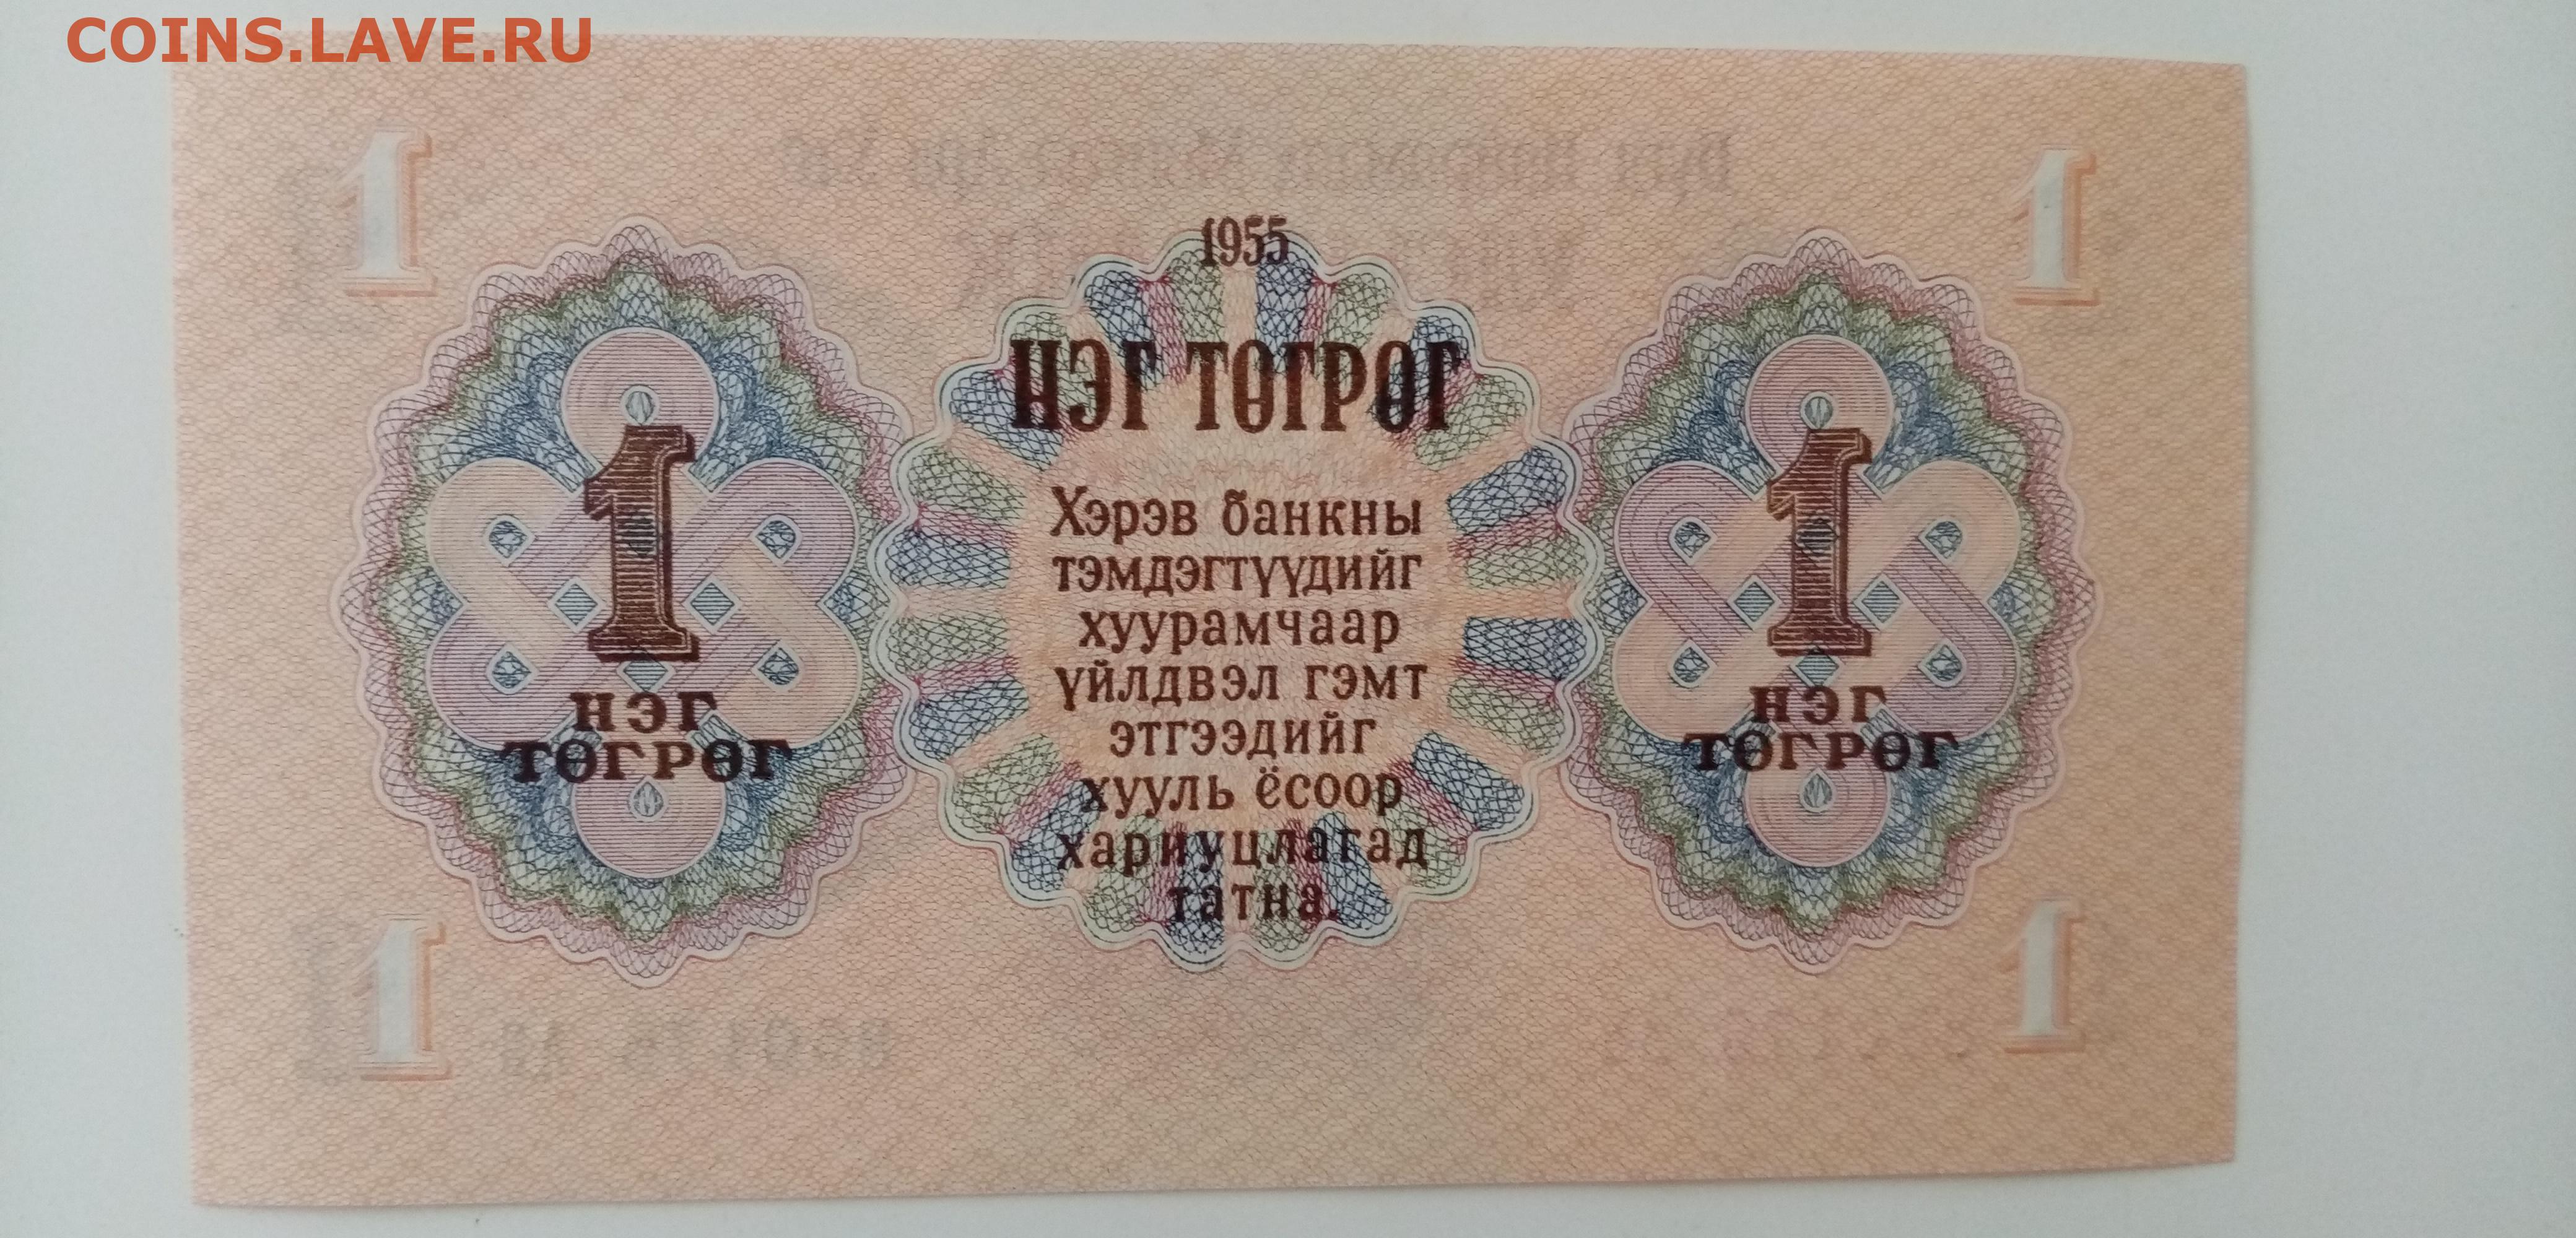 COINS.LAVE.RU
1
1
1955
НЭГ ТӨГРӨГ
1
НЭГ
ТӨГРӨГ
Хэрэв банкны
тэмдэгтүүдийг
хуурамчаар
үйлдвэл гэмт
этгээдийг
хууль ёсоор
хариуцлагад
татна.
1
НЭГ
ТӨГРӨГ
1
1